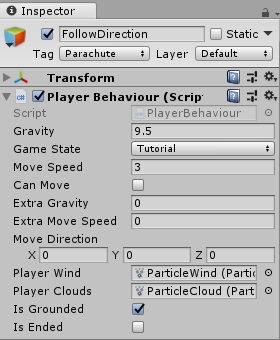 Inspector
FollowDirection Static
Tag Parachute Layer Default
Transform
Player Behaviour (Scrip
Script PlayerBehaviour
Gravity 9.5
Game State Tutorial
Move Speed 3
Can Move
Extra Gravity 0
Extra Move Speed 0
Move Direction
X 0 Y 0 Z 0
Player Wind ParticleWind (Partic
Player Clouds ParticleCloud (Part
Is Grounded
Is Ended